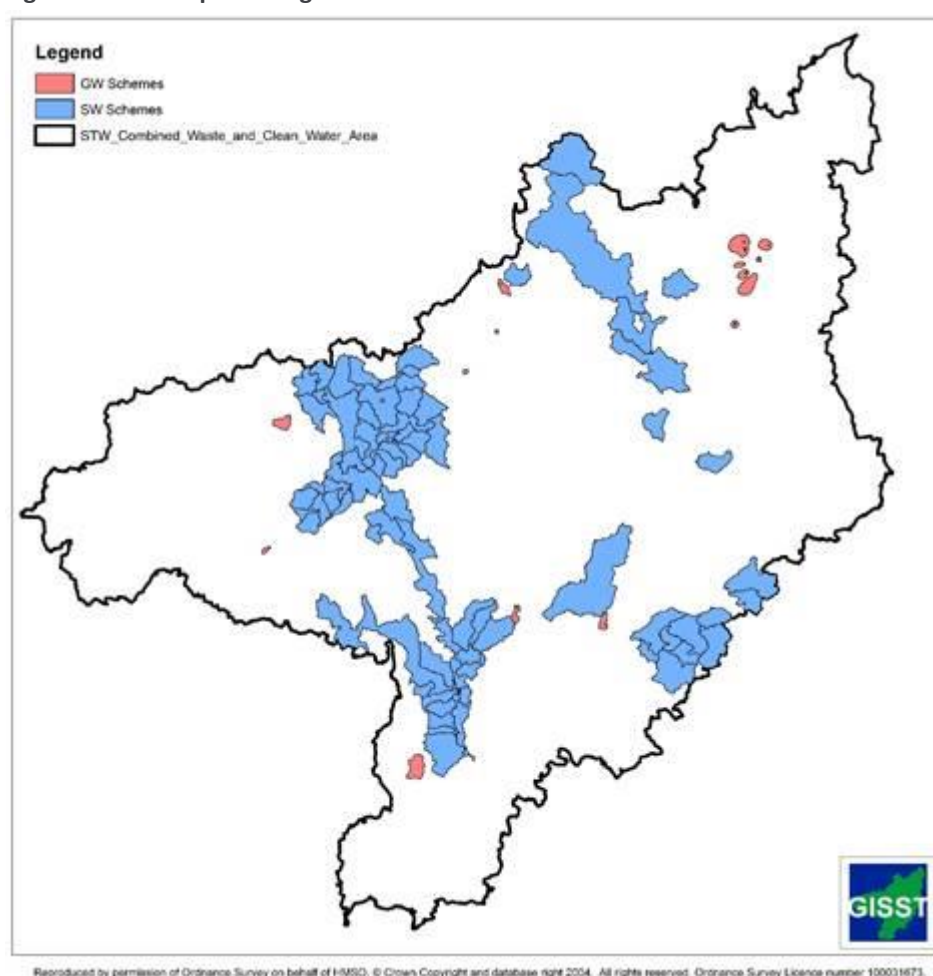 Legend
GW Schemes
SW Schemes
STW_Combined_Waste_and_Clean_Water_Area
GISST
Reproduced by permission of Ordnance Survey on behalf of HMSO. © Crown Copyright and database right 2004. All rights reserved. Ordnance Survey Licence number 100031673.